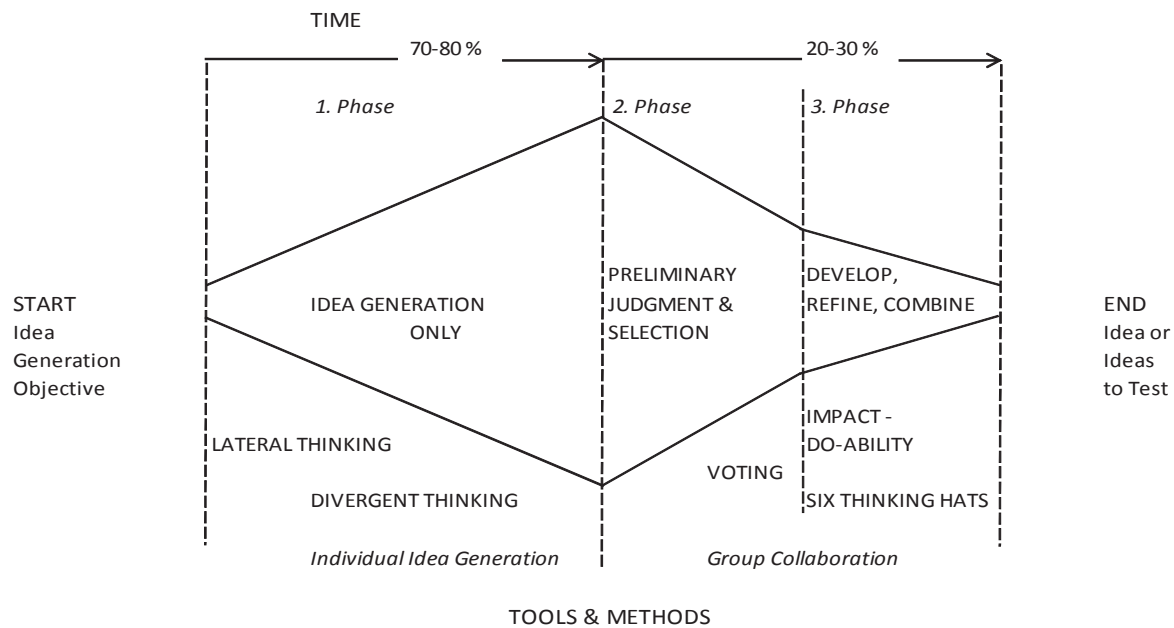 TIME
70-80 %
20-30 %
1. Phase
2. Phase
3. Phase
START
Idea
Generation
Objective
IDEA GENERATION
ONLY
PRELIMINARY
JUDGMENT &
SELECTION
DEVELOP,
REFINE, COMBINE
END
Idea or
Ideas
to Test
LATERAL THINKING
DIVERGENT THINKING
VOTING
IMPACT -
DO-ABILITY
SIX THINKING HATS
Individual Idea Generation
Group Collaboration
TOOLS & METHODS